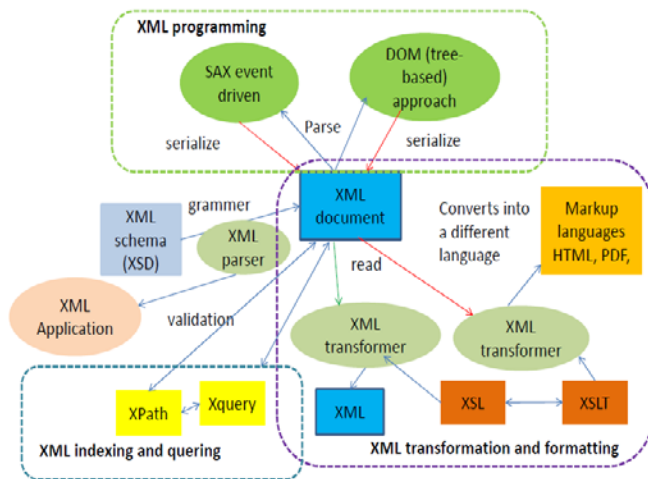 XML programming
SAX event
driven
DOM (tree-
based)
approach
Parse
serialize
serialize
grammer
XML
document
XML
schema
(XSD)
XML
parser
Converts into
a different
language
Markup
languages
HTML, PDF,
read
XML
Application
validation
XML
transformer
XML
transformer
XPath
Xquery
XML
XSL
XSLT
XML indexing and quering
XML transformation and formatting